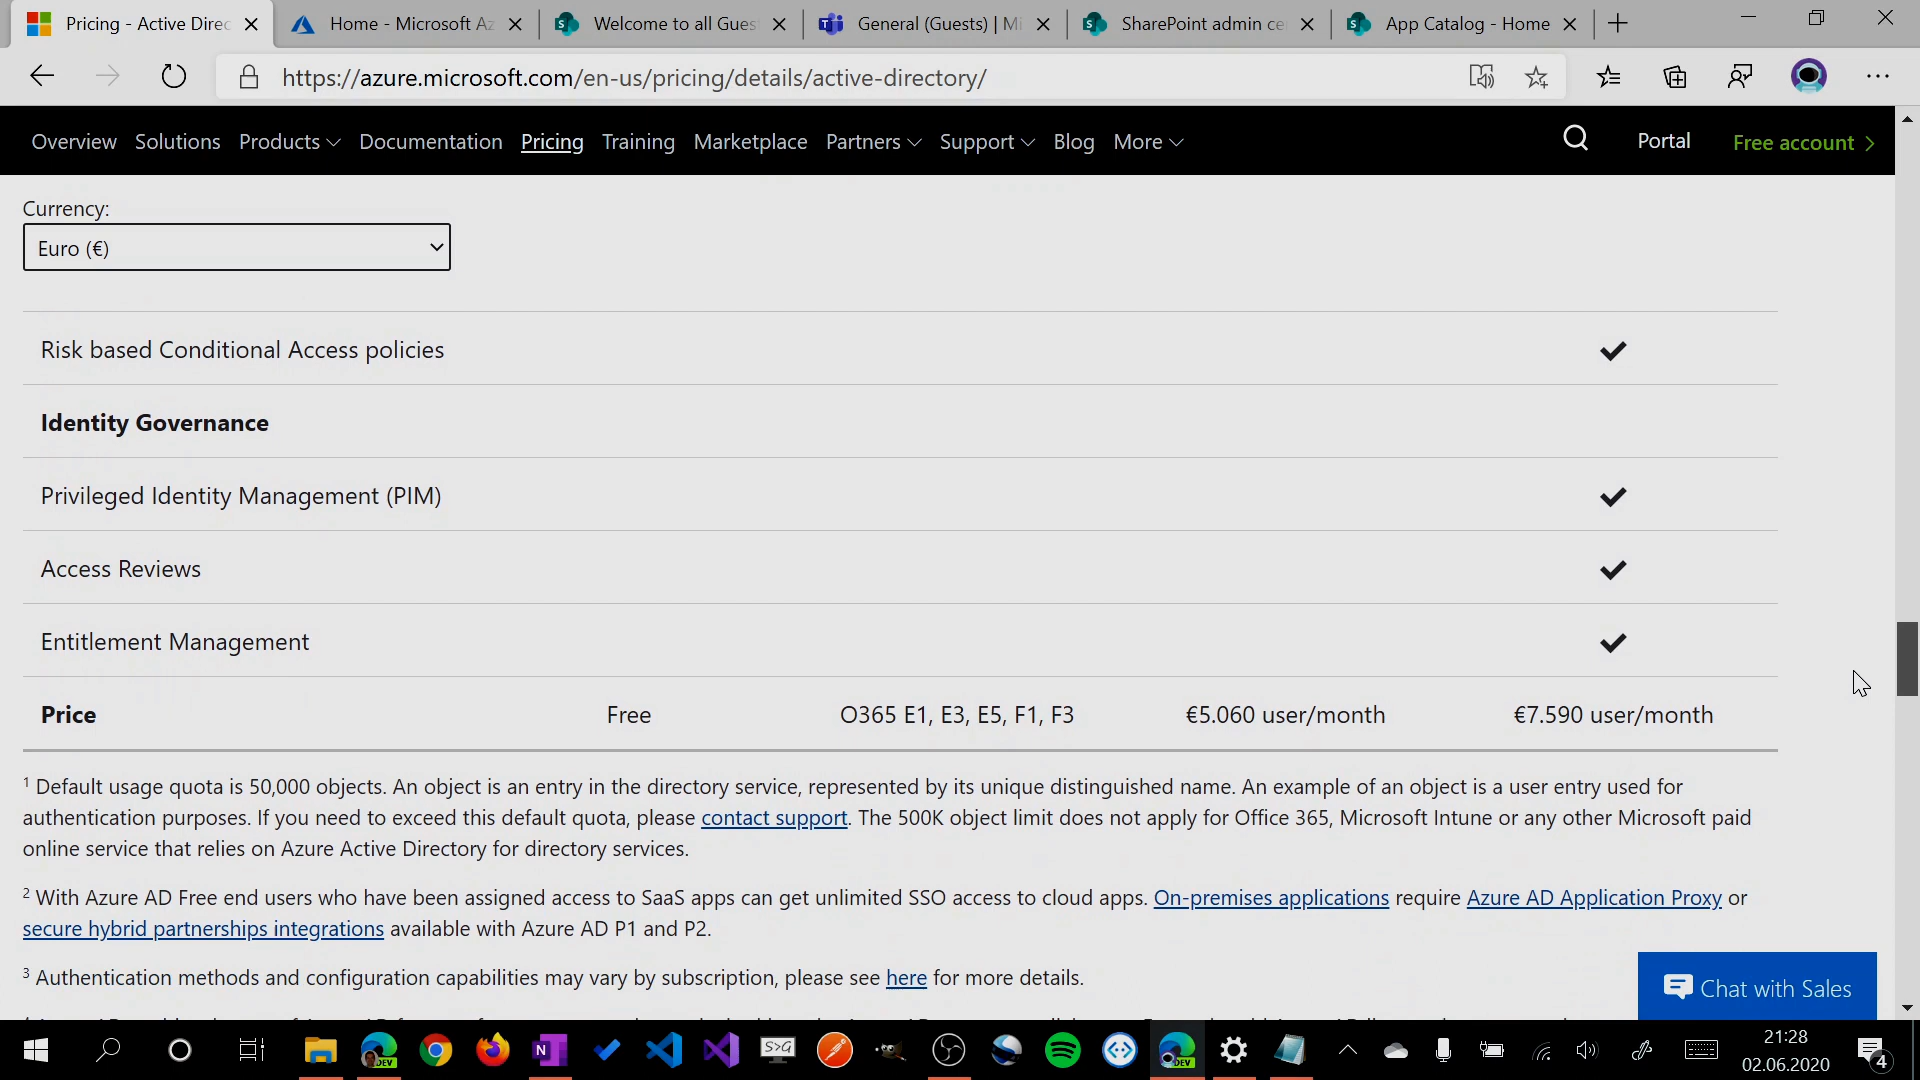 Pricing - Active Direc
Home - Microsoft Az
Welcome to all Gues
General (Guests) | Mi
SharePoint admin ce
App Catalog - Home
https://azure.microsoft.com/en-us/pricing/details/active-directory/
Overview Solutions Products Documentation Pricing Training Marketplace Partners Support Blog More Portal Free account
Currency:
Euro (€)
Risk based Conditional Access policies
Identity Governance
Privileged Identity Management (PIM)
Access Reviews
Entitlement Management
Price Free O365 E1, E3, E5, F1, F3 €5.060 user/month €7.590 user/month
1 Default usage quota is 50,000 objects. An object is an entry in the directory service, represented by its unique distinguished name. An example of an object is a user entry used for
authentication purposes. If you need to exceed this default quota, please contact support. The 500K object limit does not apply for Office 365, Microsoft Intune or any other Microsoft paid
online service that relies on Azure Active Directory for directory services.
2 With Azure AD Free end users who have been assigned access to SaaS apps can get unlimited SSO access to cloud apps. On-premises applications require Azure AD Application Proxy or
secure hybrid partnerships integrations available with Azure AD P1 and P2.
3 Authentication methods and configuration capabilities may vary by subscription, please see here for more details.
Chat with Sales
DEV
N
S>G
DEV
21:28
02.06.2020
4